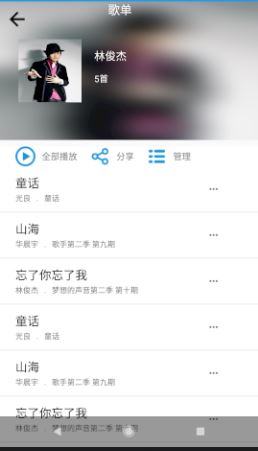 歌单
林俊杰
5首
全部播放 分享 管理
童话
光良 . 童话
山海
华晨宇 . 歌手第二季 第九期
忘了你忘了我
林俊杰 . 梦想的声音第二季 第十期
童话
光良 . 童话
山海
华晨宇 . 歌手第二季 第九期
忘了你忘了我
林俊杰 . 梦想的声音第二季 第十期